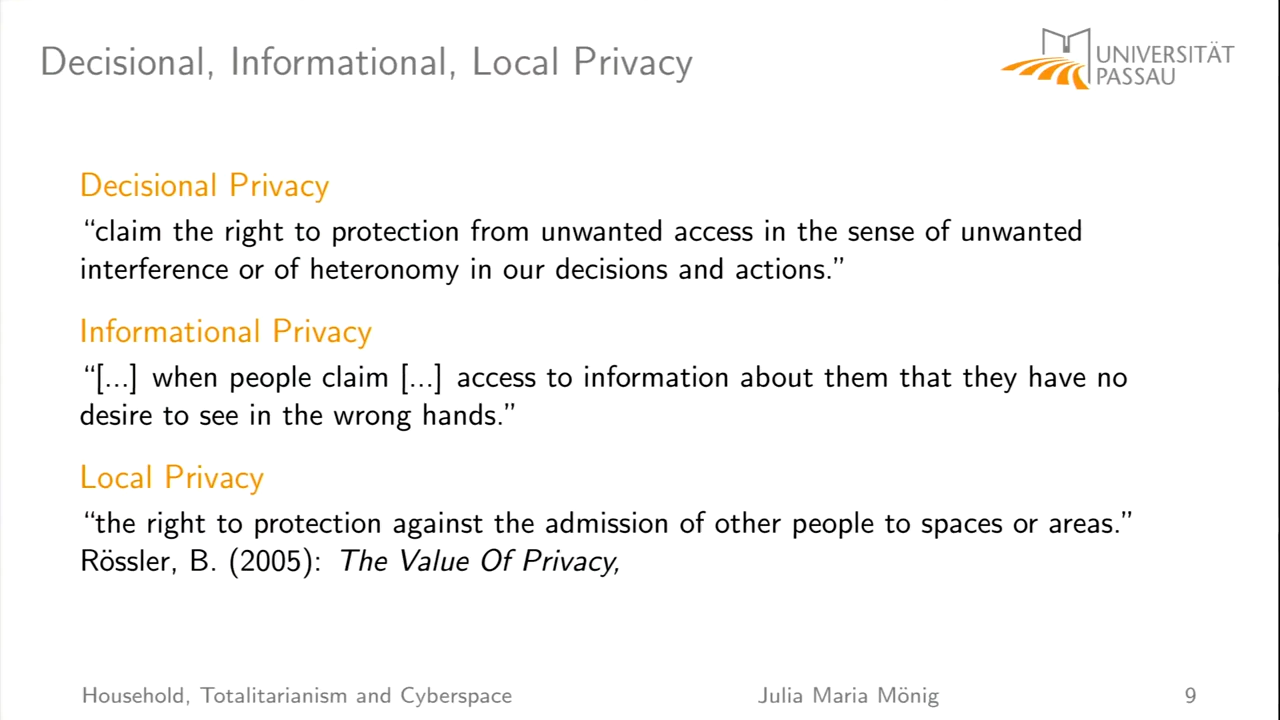 Decisional, Informational, Local Privacy
UNIVERSITÄT
PASSAU
Decisional Privacy
“claim the right to protection from unwanted access in the sense of unwanted
interference or of heteronomy in our decisions and actions.”
Informational Privacy
“[...] when people claim [...] access to information about them that they have no
desire to see in the wrong hands.”
Local Privacy
“the right to protection against the admission of other people to spaces or areas.”
Rössler, B. (2005): The Value Of Privacy,
Household, Totalitarianism and Cyberspace
Julia Maria Mönig
9